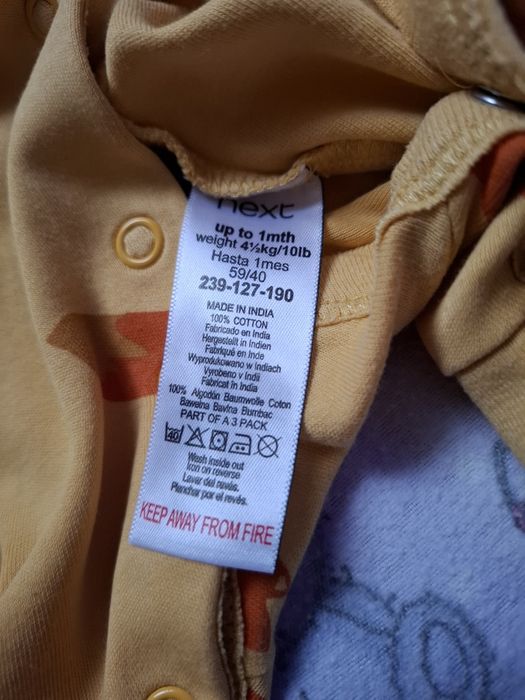 next
up to 1mth
weight 4½kg/10lb
Hasta 1mes
59/40
239-127-190
MADE IN INDIA
100% COTTON
Fabricado en India
Hergestellt in Indien
Fabriqué en Inde
Wyprodukowano w Indiach
Vyrobeno v Indii
Fabricat în India
100% Algodón Baumwolle Coton
Bawełna Bavlna Bumbac
PART OF A 3 PACK
40
Wash inside out
Iron on reverse
Lavar del revés.
Planchar por el revés.
KEEP AWAY FROM FIRE